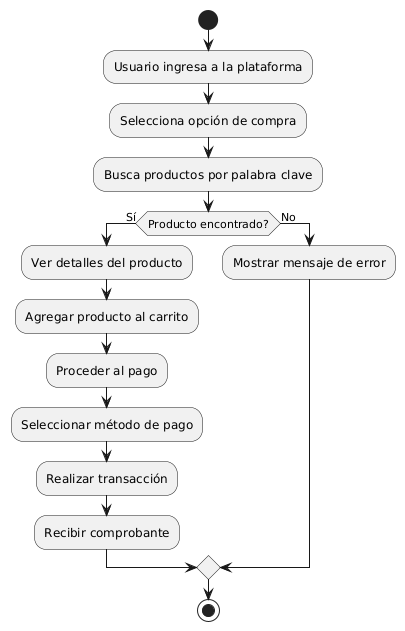 Usuario ingresa a la plataforma
Selecciona opción de compra
Busca productos por palabra clave
Producto encontrado?
Sí
No
Ver detalles del producto
Mostrar mensaje de error
Agregar producto al carrito
Proceder al pago
Seleccionar método de pago
Realizar transacción
Recibir comprobante